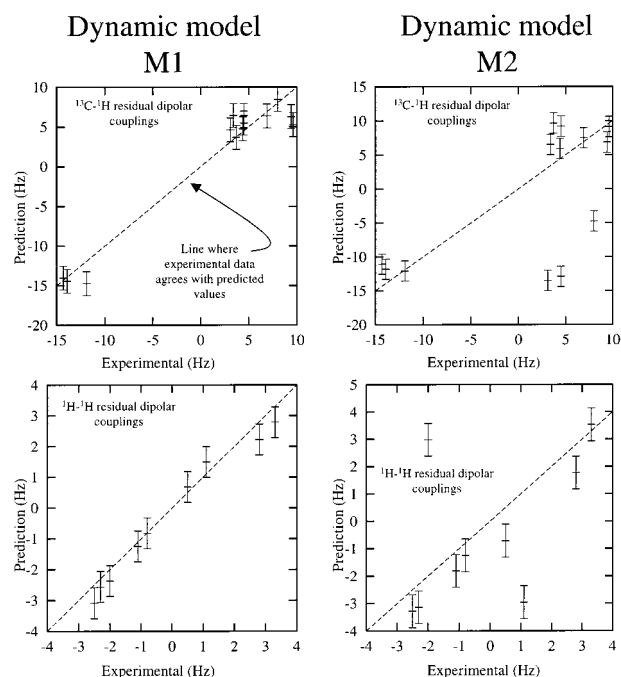 Dynamic model
M1
Dynamic model
M2
10
5
0
-5
-10
-15
-20
Prediction (Hz)
¹³C-¹H residual dipolar
couplings
Line where
experimental data
agrees with predicted
values
-15 -10 -5 0 5 10
Experimental (Hz)
15
10
5
0
-5
-10
-15
-20
Prediction (Hz)
¹³C-¹H residual dipolar
couplings
-15 -10 -5 0 5 10
Experimental (Hz)
4
3
2
1
0
-1
-2
-3
-4
Prediction (Hz)
¹H-¹H residual dipolar
couplings
-4 -3 -2 -1 0 1 2 3 4
Experimental (Hz)
5
4
3
2
1
0
-1
-2
-3
-4
Prediction (Hz)
¹H-¹H residual dipolar
couplings
-4 -3 -2 -1 0 1 2 3 4
Experimental (Hz)